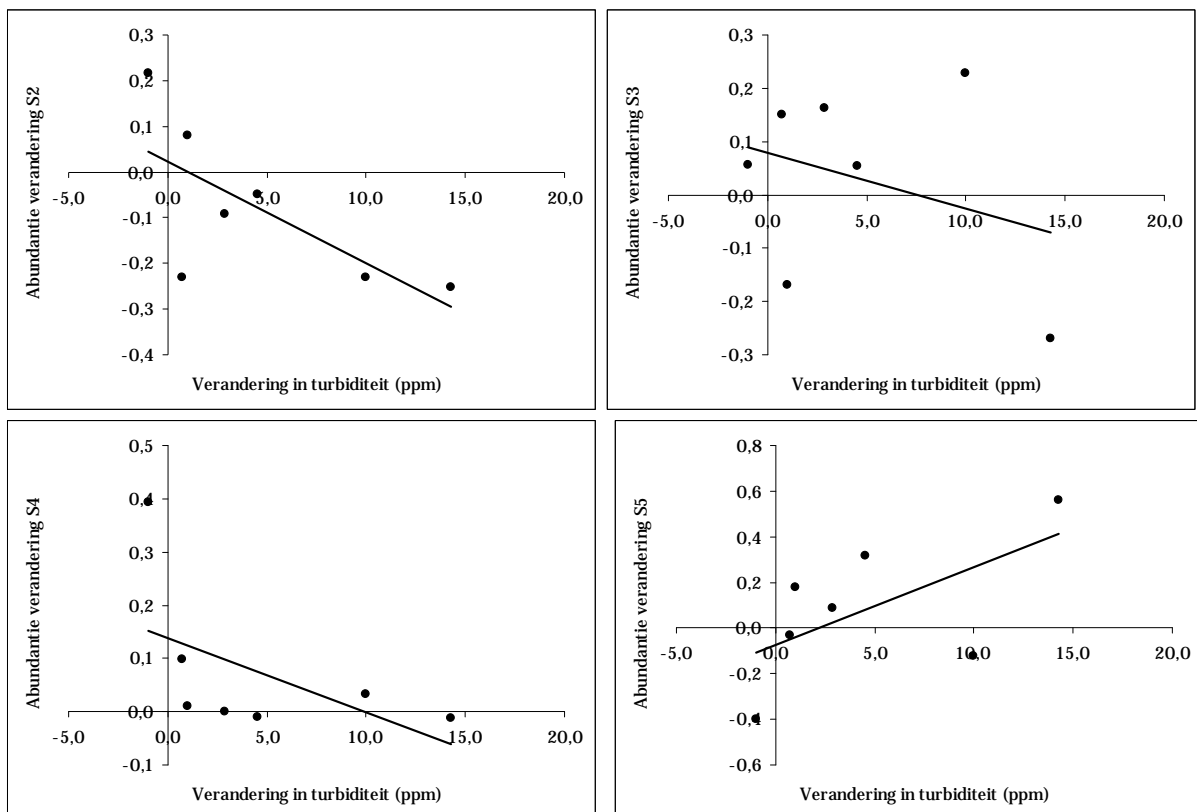 Abundantie verandering S2
0,3
0,2
0,1
0,0
-0,1
-0,2
-0,3
-0,4
-5,0 0,0 5,0 10,0 15,0 20,0
Verandering in turbiditeit (ppm)
Abundantie verandering S3
0,3
0,2
0,1
0,0
-0,1
-0,2
-0,3
-5,0 0,0 5,0 10,0 15,0 20,0
Verandering in turbiditeit (ppm)
Abundantie verandering S4
0,5
0,4
0,3
0,2
0,1
0,0
-0,1
-5,0 0,0 5,0 10,0 15,0 20,0
Verandering in turbiditeit (ppm)
Abundantie verandering S5
0,8
0,6
0,4
0,2
0,0
-0,2
-0,4
-0,6
-5,0 0,0 5,0 10,0 15,0 20,0
Verandering in turbiditeit (ppm)